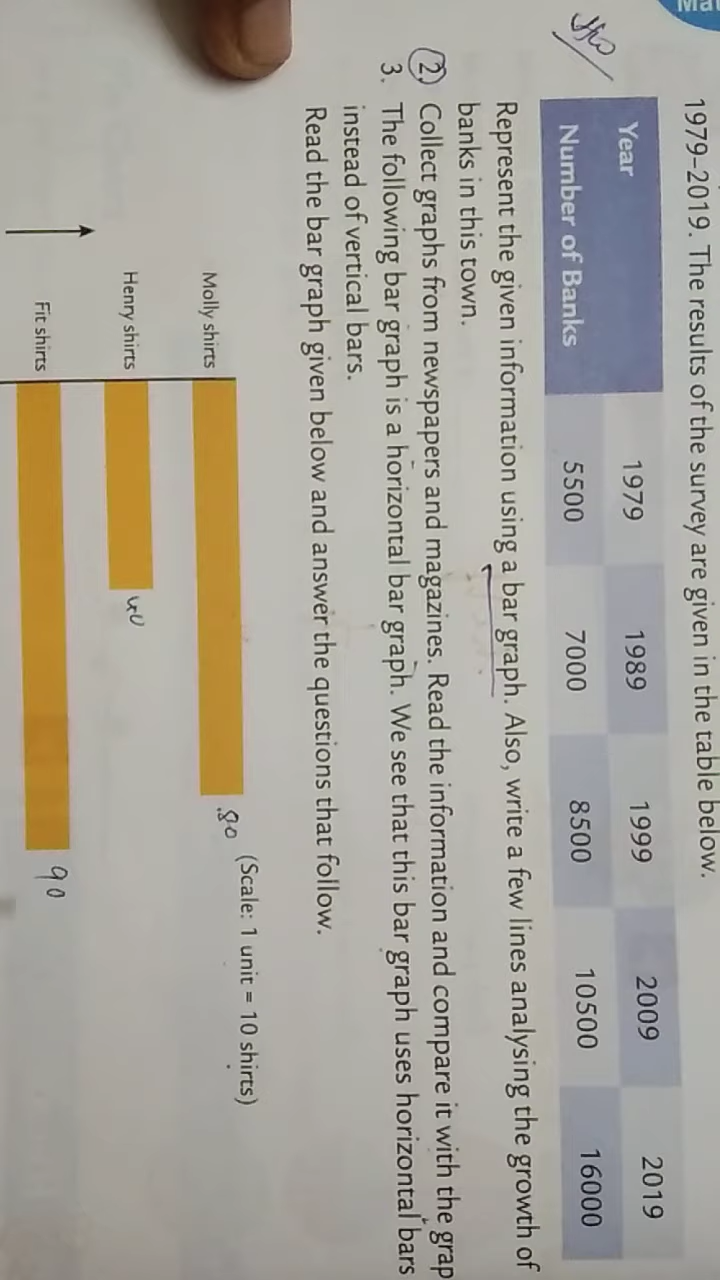 Mat
1979–2019. The results of the survey are given in the table below.
Year 1979 1989 1999 2009 2019
Number of Banks 5500 7000 8500 10500 16000
Represent the given information using a bar graph. Also, write a few lines analysing the growth of
banks in this town.
2. Collect graphs from newspapers and magazines. Read the information and compare it with the grap
3. The following bar graph is a horizontal bar graph. We see that this bar graph uses horizontal bars
instead of vertical bars.
Read the bar graph given below and answer the questions that follow.
(Scale: 1 unit = 10 shirts)
Molly shirts 80
Henry shirts 40
Fit shirts 90